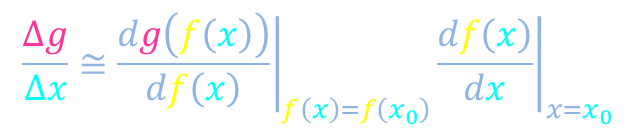 Δg/Δx ≅ dg(f(x))/df(x) |_{f(x)=f(x₀)} df(x)/dx |_{x=x₀}